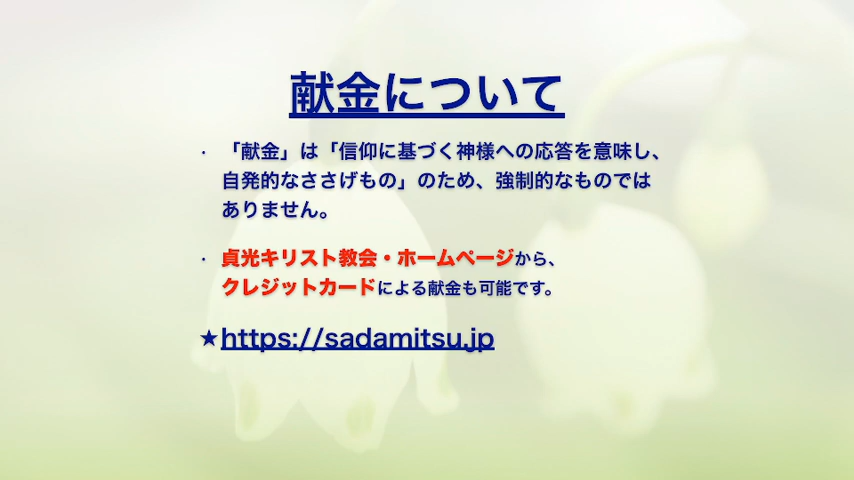 献金について
・ 「献金」は「信仰に基づく神様への応答を意味し、
自発的なささげもの」のため、強制的なものでは
ありません。
・ 貞光キリスト教会・ホームページから、
クレジットカードによる献金も可能です。
★https://sadamitsu.jp